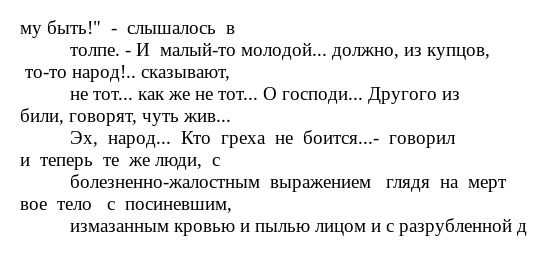 му быть!" - слышалось в
толпе. - И малый-то молодой... должно, из купцов,
то-то народ!.. сказывают,
не тот... как же не тот... О господи... Другого из
били, говорят, чуть жив...
Эх, народ... Кто греха не боится...- говорил
и теперь те же люди, с
болезненно-жалостным выражением глядя на мерт
вое тело с посиневшим,
измазанным кровью и пылью лицом и с разрубленной д